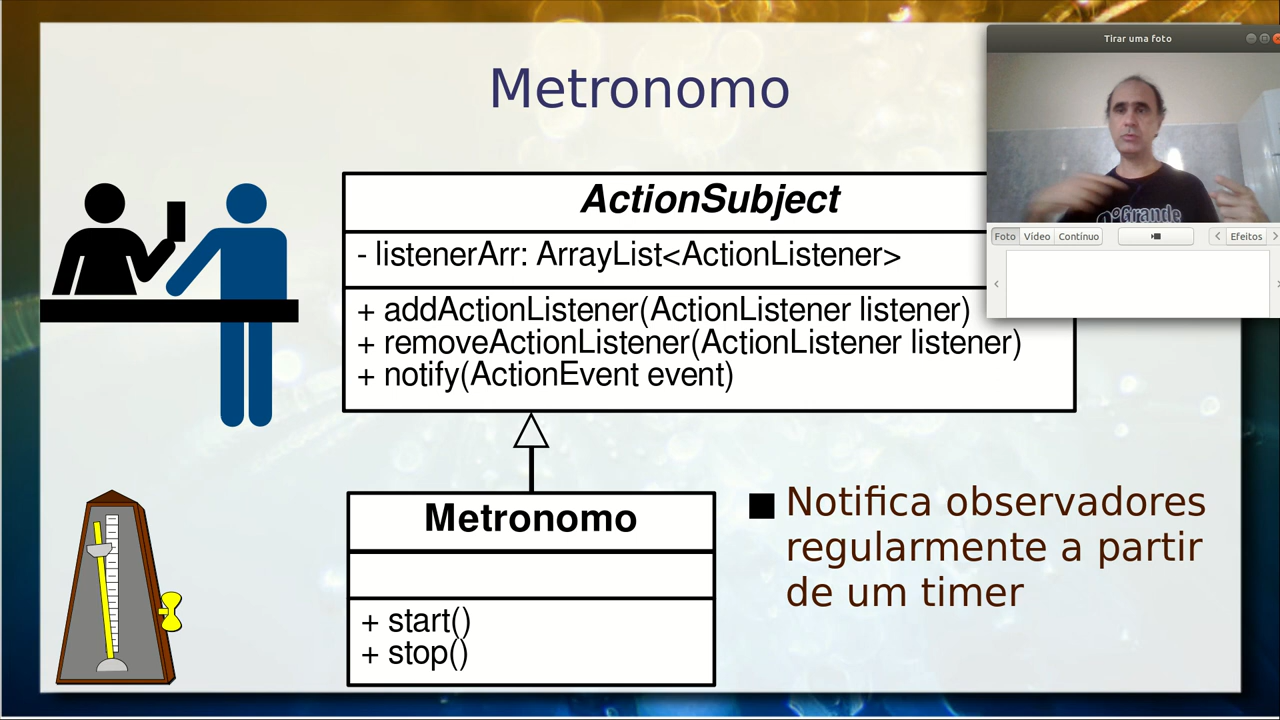 Metronomo
Tirar uma foto
ActionSubject
- listenerArr: ArrayList<ActionListener>
+ addActionListener(ActionListener listener)
+ removeActionListener(ActionListener listener)
+ notify(ActionEvent event)
Grande
Foto Vídeo Contínuo Efeitos
Metronomo
+ start()
+ stop()
■ Notifica observadores
regularmente a partir
de um timer